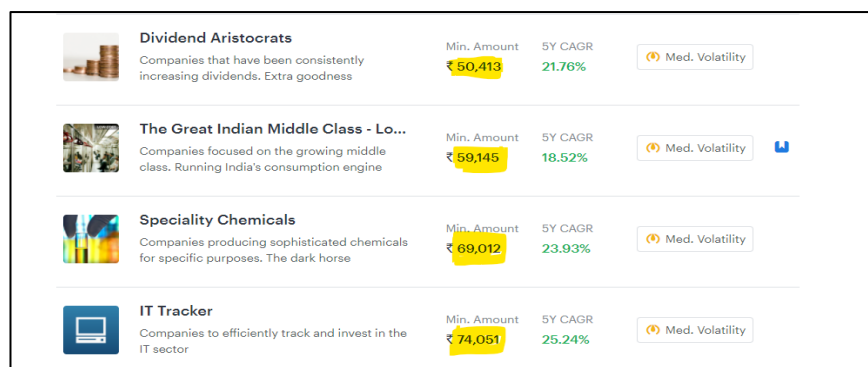 Dividend Aristocrats
Companies that have been consistently
increasing dividends. Extra goodness
Min. Amount
₹ 50,413
5Y CAGR
21.76%
Med. Volatility
The Great Indian Middle Class - Lo...
Companies focused on the growing middle
class. Running India's consumption engine
Min. Amount
₹ 59,145
5Y CAGR
18.52%
Med. Volatility
Speciality Chemicals
Companies producing sophisticated chemicals
for specific purposes. The dark horse
Min. Amount
₹ 69,012
5Y CAGR
23.93%
Med. Volatility
IT Tracker
Companies to efficiently track and invest in the
IT sector
Min. Amount
₹ 74,051
5Y CAGR
25.24%
Med. Volatility